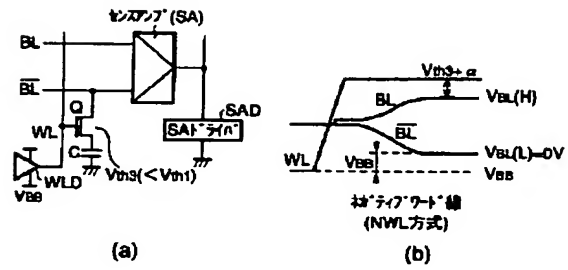 センスアンプ(SA)
BL
BL
Q
WL
C
VBB
WLD
Vth3(<Vth1)
SAD
SAドライバ
(a)
Vth3+α
BL
VBL(H)
BL
WL
VBB
VBL(L)=0V
VBB
ネガティブワード線
(NWL方式)
(b)